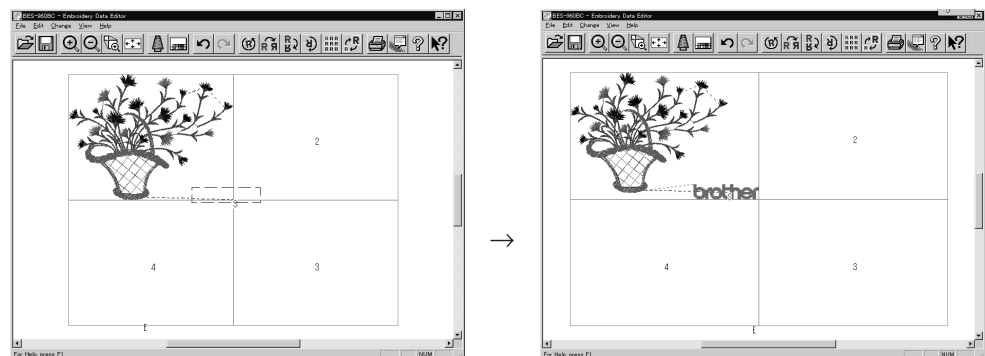 BES-960BC - Embroidery Data Editor
File Edit Change View Help
2
3
4
3
E
For Help, press F1
NUM
→
BES-960BC - Embroidery Data Editor
File Edit Change View Help
2
brother
4
3
E
For Help, press F1
NUM